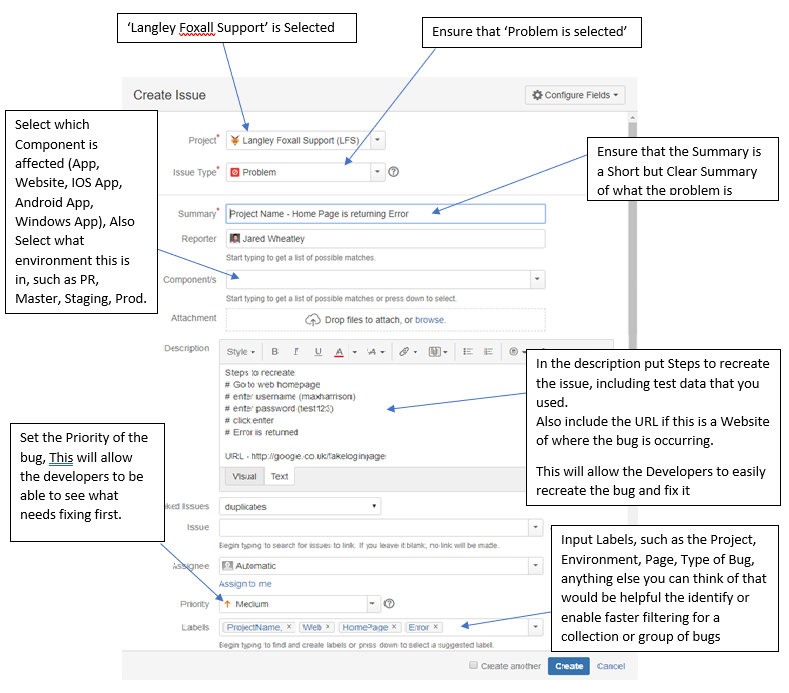 'Langley Foxall Support' is Selected
Ensure that 'Problem is selected'
Create Issue
Configure Fields
Select which
Component is
affected (App,
Website, IOS App,
Android App,
Windows App), Also
Select what
environment this is
in, such as PR,
Master, Staging, Prod.
Project*
Langley Foxall Support (LFS)
Issue Type*
Problem
Ensure that the Summary is
a Short but Clear Summary
of what the problem is
Summary*
Project Name - Home Page is returning Error
Reporter
Jared Wheatley
Start typing to get a list of possible matches.
Component/s
Start typing to get a list of possible matches or press down to select.
Attachment
Drop files to attach, or browse.
Description
Style B I U A
Steps to recreate
# Go to web homepage
# enter username (maxharrison)
# enter password (test123)
# click enter
# Error is returned
URL - http://google.co.uk/fakeloginpage
Visual Text
In the description put Steps to recreate
the issue, including test data that you
used.
Also include the URL if this is a Website
of where the bug is occurring.
This will allow the Developers to easily
recreate the bug and fix it
Set the Priority of the
bug, This will allow
the developers to be
able to see what
needs fixing first.
ked Issues
duplicates
Issue
Begin typing to search for issues to link. If you leave it blank, no link will be made.
Assignee
Automatic
Assign to me
Priority
Medium
Labels
ProjectName, × Web × HomePage × Error ×
Begin typing to find and create labels or press down to select a suggested label.
Input Labels, such as the Project,
Environment, Page, Type of Bug,
anything else you can think of that
would be helpful the identify or
enable faster filtering for a
collection or group of bugs
Create another
Create
Cancel